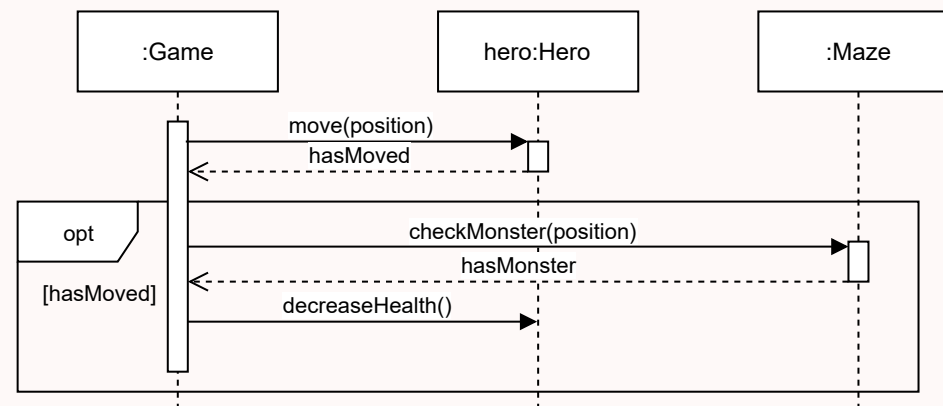 :Game
hero:Hero
:Maze
move(position)
hasMoved
opt
checkMonster(position)
hasMonster
[hasMoved]
decreaseHealth()